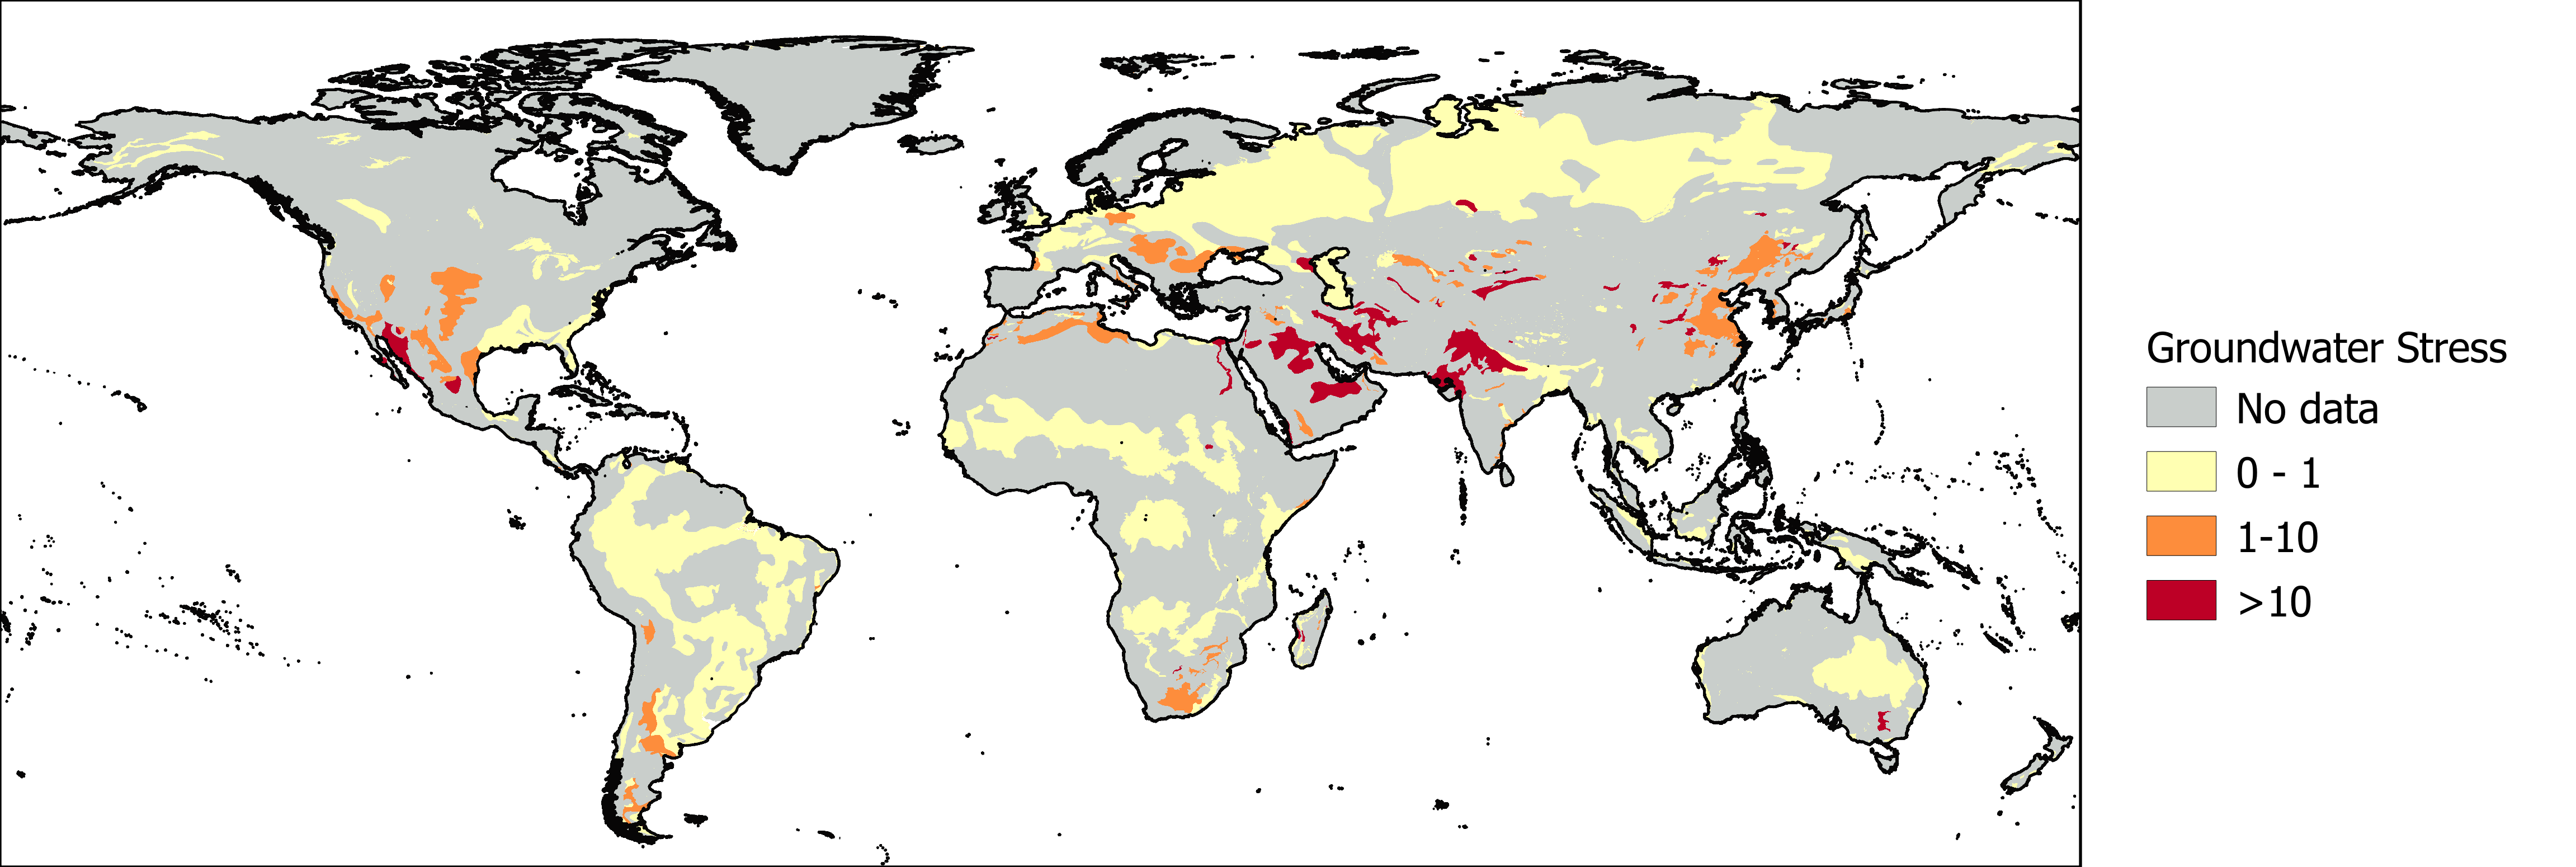 Groundwater Stress
No data
0 - 1
1-10
>10